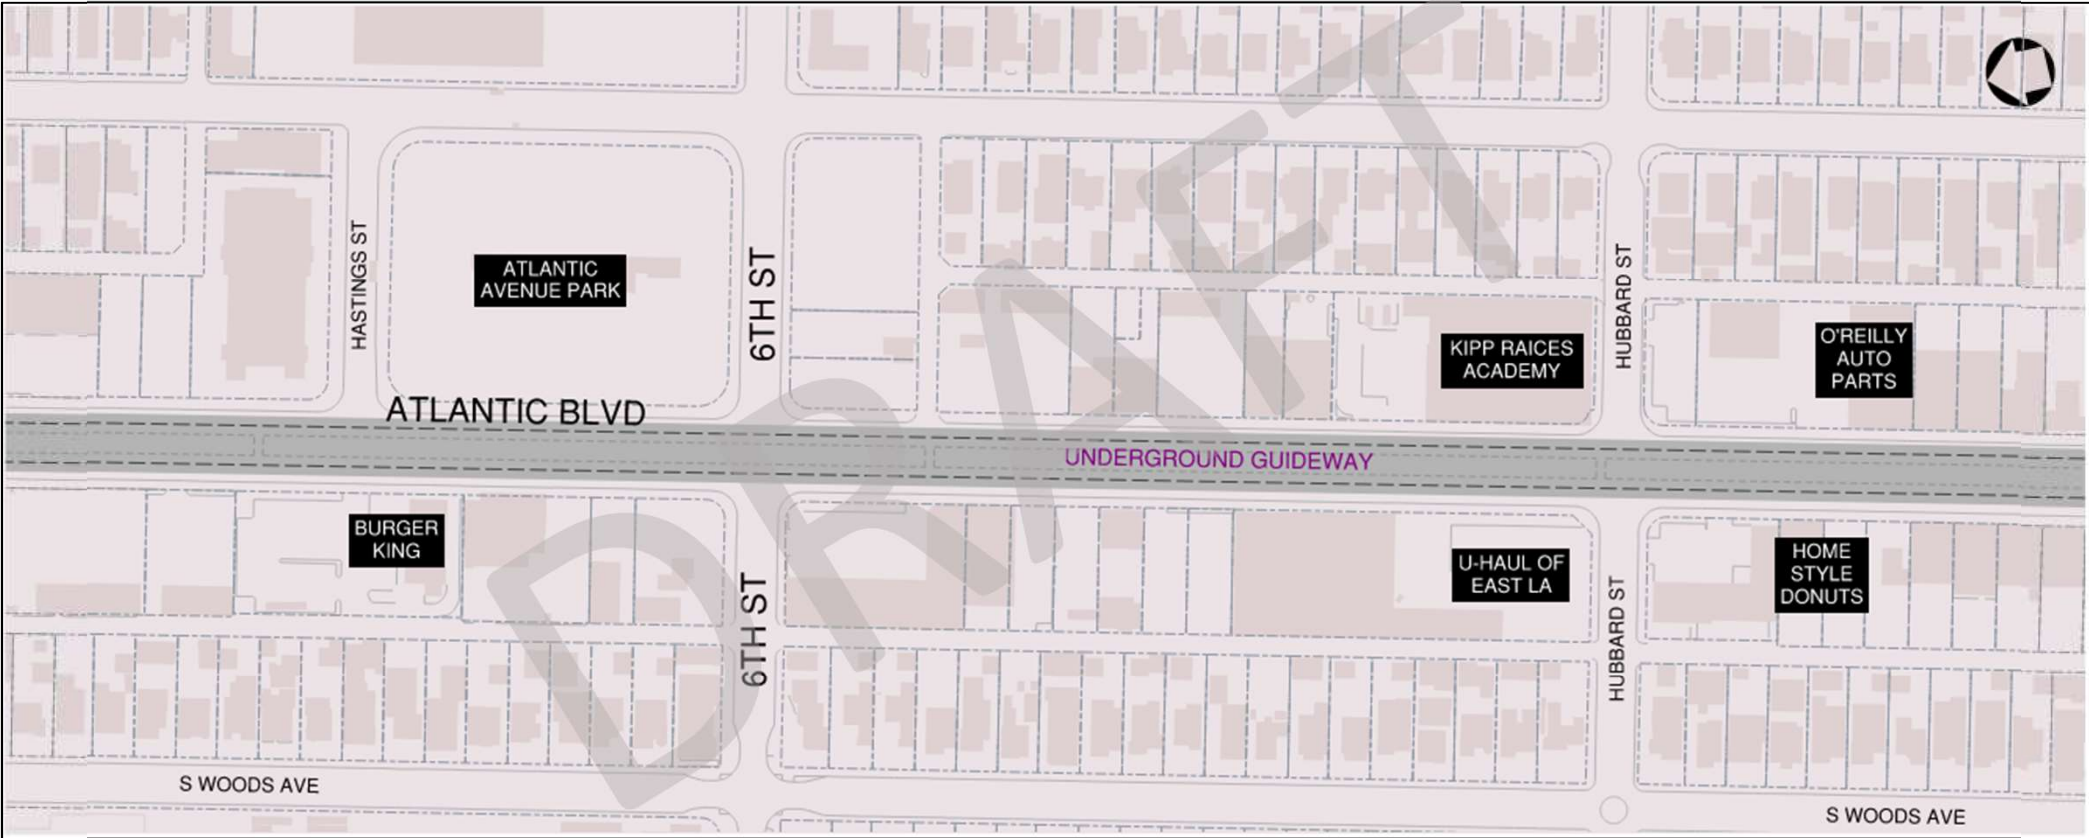 HASTINGS ST
ATLANTIC
AVENUE PARK
6TH ST
KIPP RAICES
ACADEMY
HUBBARD ST
O'REILLY
AUTO
PARTS
ATLANTIC BLVD
UNDERGROUND GUIDEWAY
BURGER
KING
6TH ST
U-HAUL OF
EAST LA
HUBBARD ST
HOME
STYLE
DONUTS
S WOODS AVE
S WOODS AVE
DRAFT